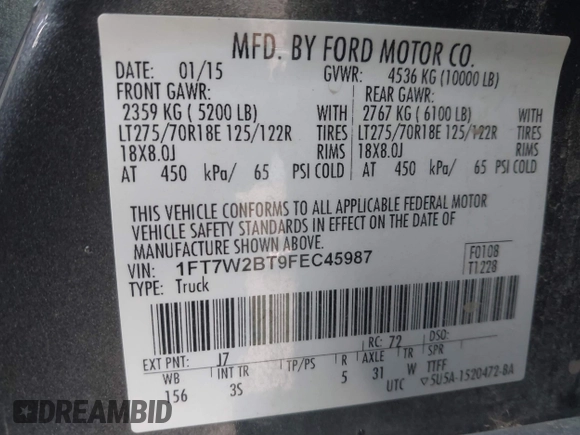 MFD. BY FORD MOTOR CO.
DATE: 01/15 GVWR: 4536 KG (10000 LB)
FRONT GAWR: REAR GAWR:
2359 KG ( 5200 LB) WITH 2767 KG ( 6100 LB) WITH
LT275/70R18E 125/122R TIRES LT275/70R18E 125/122R TIRES
18X8.0J RIMS 18X8.0J RIMS
AT 450 kPa/ 65 PSI COLD AT 450 kPa/ 65 PSI COLD
THIS VEHICLE CONFORMS TO ALL APPLICABLE FEDERAL MOTOR
VEHICLE SAFETY STANDARDS IN EFFECT ON THE DATE OF
MANUFACTURE SHOWN ABOVE.
VIN: 1FT7W2BT9FEC45987 F0108
TYPE: Truck T1228
EXT PNT: J7 RC: 72 DSO:
WB INT TR TP/PS R AXLE TR SPR
156 3S 5 31 W TTFF
UTC ▽5U5A-1520472-BA
DREAMBID